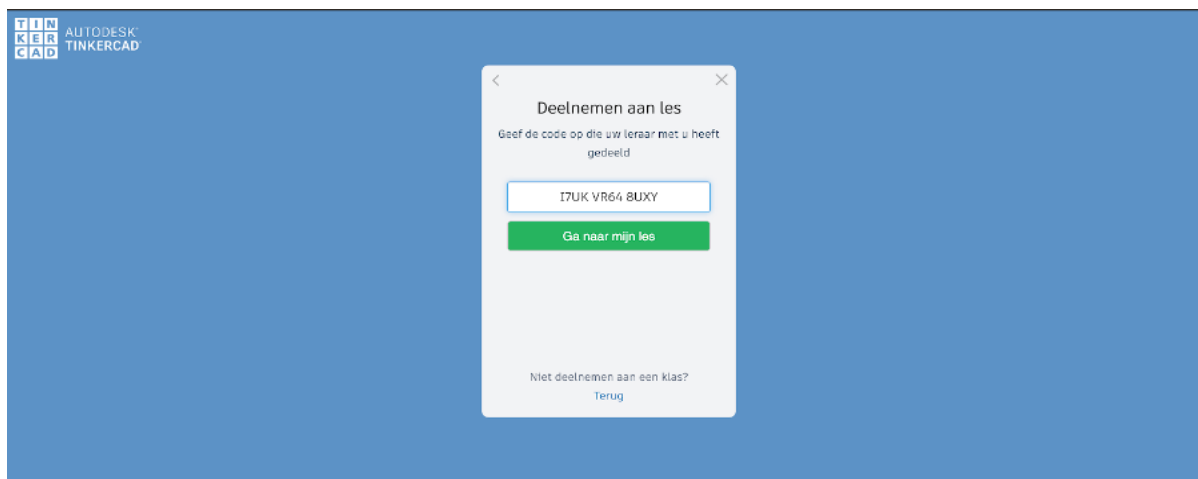 TIN
KER
CAD
AUTODESK®
TINKERCAD®
Deelnemen aan les
Geef de code op die uw leraar met u heeft
gedeeld
I7UK VR64 8UXY
Ga naar mijn les
Niet deelnemen aan een klas?
Terug